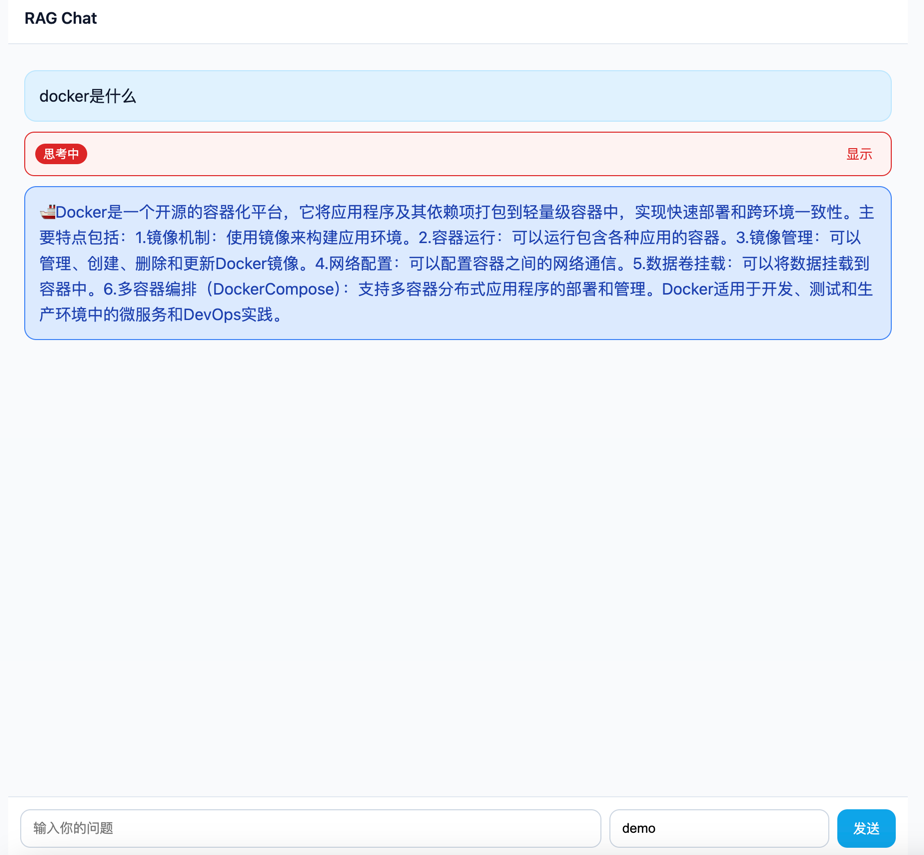 RAG Chat
docker是什么
思考中
显示
🚢Docker是一个开源的容器化平台，它将应用程序及其依赖项打包到轻量级容器中，实现快速部署和跨环境一致性。主
要特点包括：1.镜像机制：使用镜像来构建应用环境。2.容器运行：可以运行包含各种应用的容器。3.镜像管理：可以
管理、创建、删除和更新Docker镜像。4.网络配置：可以配置容器之间的网络通信。5.数据卷挂载：可以将数据挂载到
容器中。6.多容器编排（DockerCompose）：支持多容器分布式应用程序的部署和管理。Docker适用于开发、测试和生
产环境中的微服务和DevOps实践。
输入你的问题
demo
发送